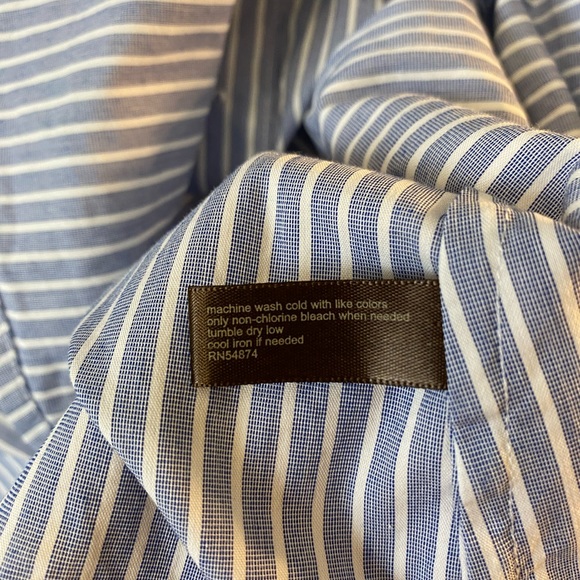 machine wash cold with like colors
only non-chlorine bleach when needed
tumble dry low
cool iron if needed
RN54874